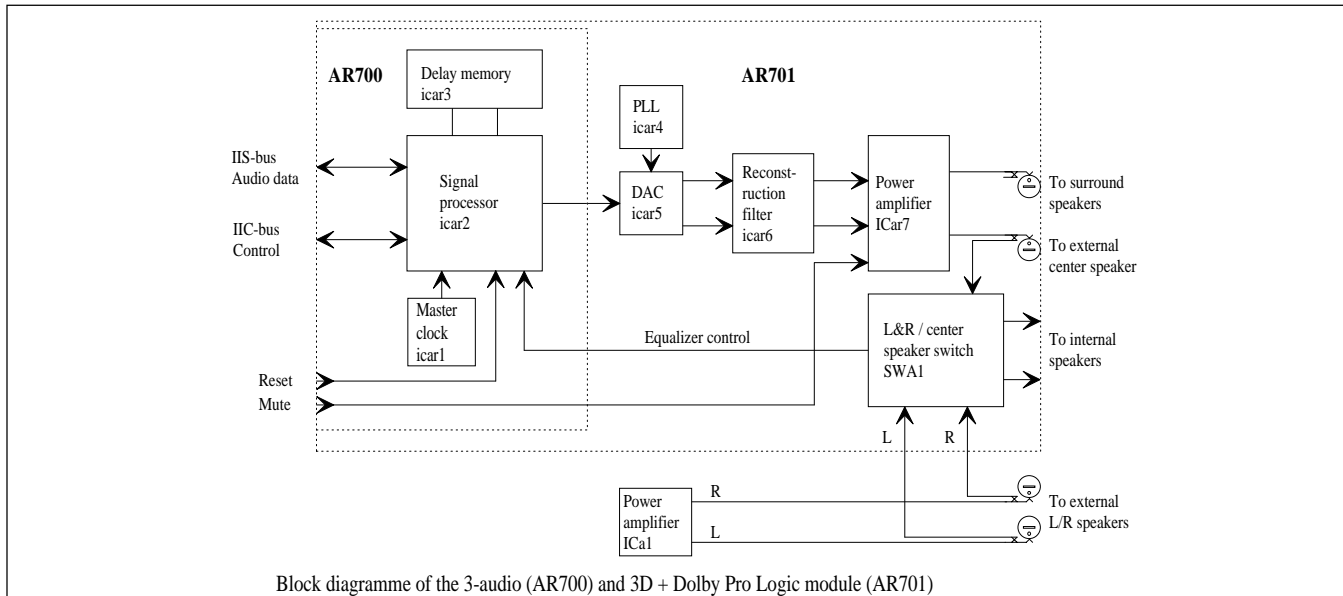 AR700
AR701
Delay memory
icar3
PLL
icar4
IIS-bus
Audio data
Signal
processor
icar2
DAC
icar5
Reconst-
ruction
filter
icar6
Power
amplifier
ICar7
To surround
speakers
IIC-bus
Control
To external
center speaker
Master
clock
icar1
Equalizer control
L&R / center
speaker switch
SWA1
To internal
speakers
Reset
Mute
L
R
Power
amplifier
ICa1
R
L
To external
L/R speakers
Block diagramme of the 3-audio (AR700) and 3D + Dolby Pro Logic module (AR701)